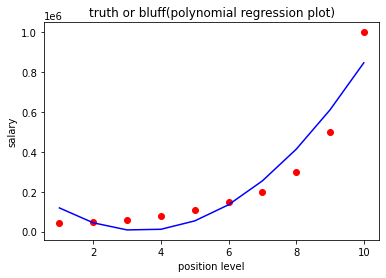 truth or bluff(polynomial regression plot)
1e6
1.0
0.8
0.6
0.4
0.2
0.0
salary
2 4 6 8 10
position level